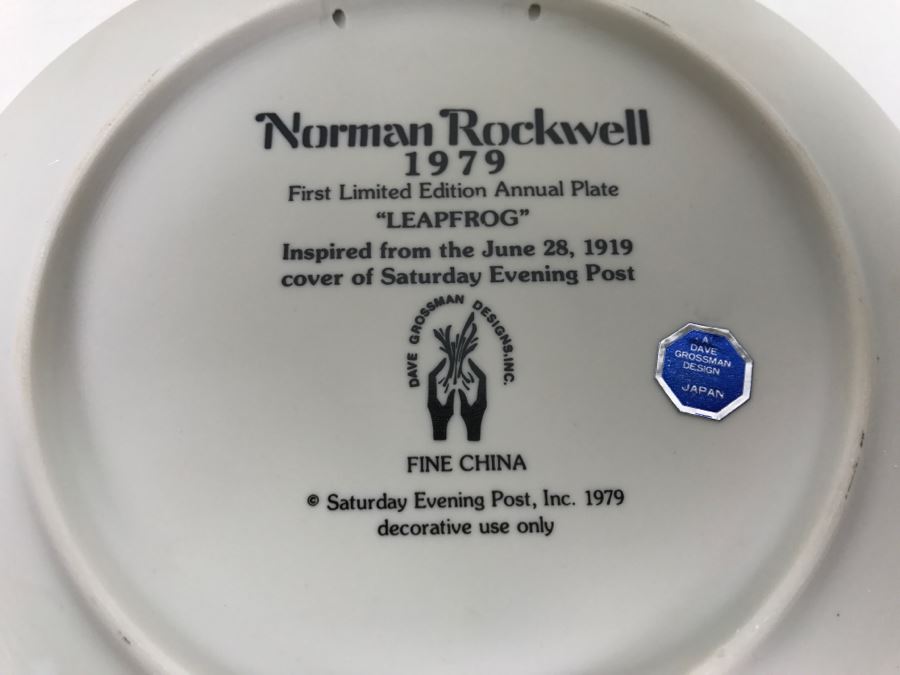 Norman Rockwell
1979
First Limited Edition Annual Plate
“LEAPFROG”
Inspired from the June 28, 1919
cover of Saturday Evening Post
DAVE GROSSMAN DESIGNS, INC.
FINE CHINA
© Saturday Evening Post, Inc. 1979
decorative use only
A
DAVE
GROSSMAN
DESIGN
JAPAN